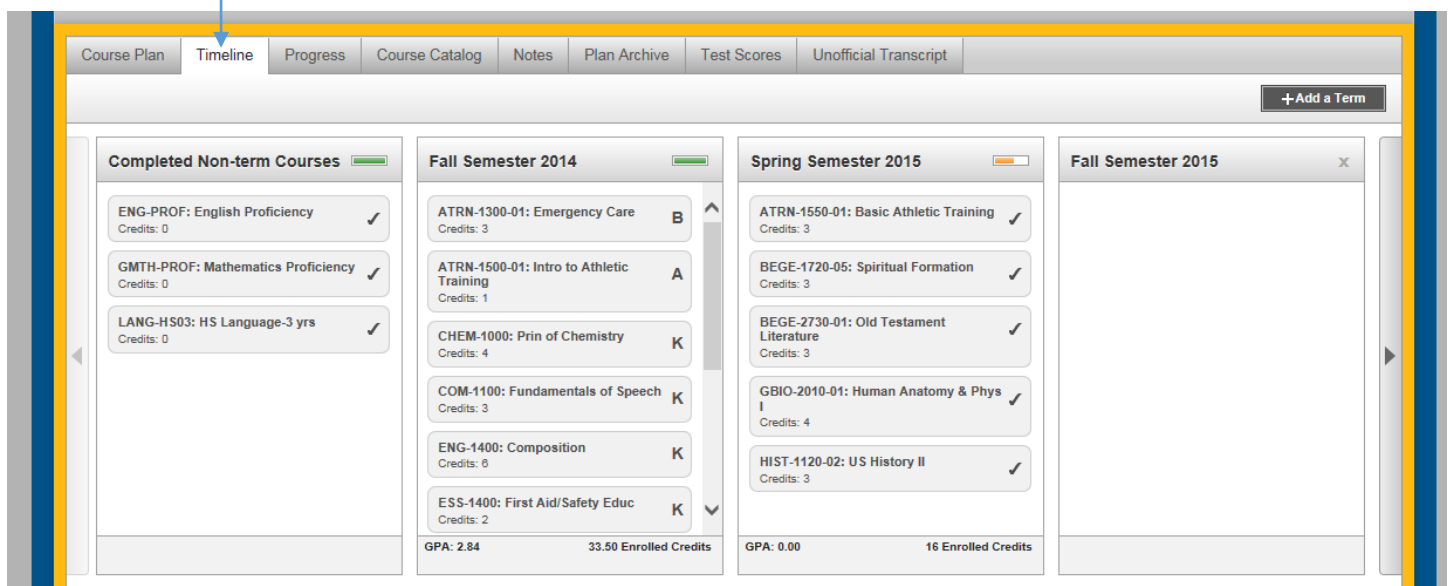 Course Plan Timeline Progress Course Catalog Notes Plan Archive Test Scores Unofficial Transcript
+Add a Term
Completed Non-term Courses
ENG-PROF: English Proficiency
Credits: 0
✓
GMTH-PROF: Mathematics Proficiency
Credits: 0
✓
LANG-HS03: HS Language-3 yrs
Credits: 0
✓
Fall Semester 2014
ATRN-1300-01: Emergency Care
Credits: 3
B
ATRN-1500-01: Intro to Athletic
Training
Credits: 1
A
CHEM-1000: Prin of Chemistry
Credits: 4
K
COM-1100: Fundamentals of Speech
Credits: 3
K
ENG-1400: Composition
Credits: 6
K
ESS-1400: First Aid/Safety Educ
Credits: 2
K
GPA: 2.84 33.50 Enrolled Credits
Spring Semester 2015
ATRN-1550-01: Basic Athletic Training
Credits: 3
✓
BEGE-1720-05: Spiritual Formation
Credits: 3
✓
BEGE-2730-01: Old Testament
Literature
Credits: 3
✓
GBIO-2010-01: Human Anatomy & Phys
I
Credits: 4
✓
HIST-1120-02: US History II
Credits: 3
✓
GPA: 0.00 16 Enrolled Credits
Fall Semester 2015 x